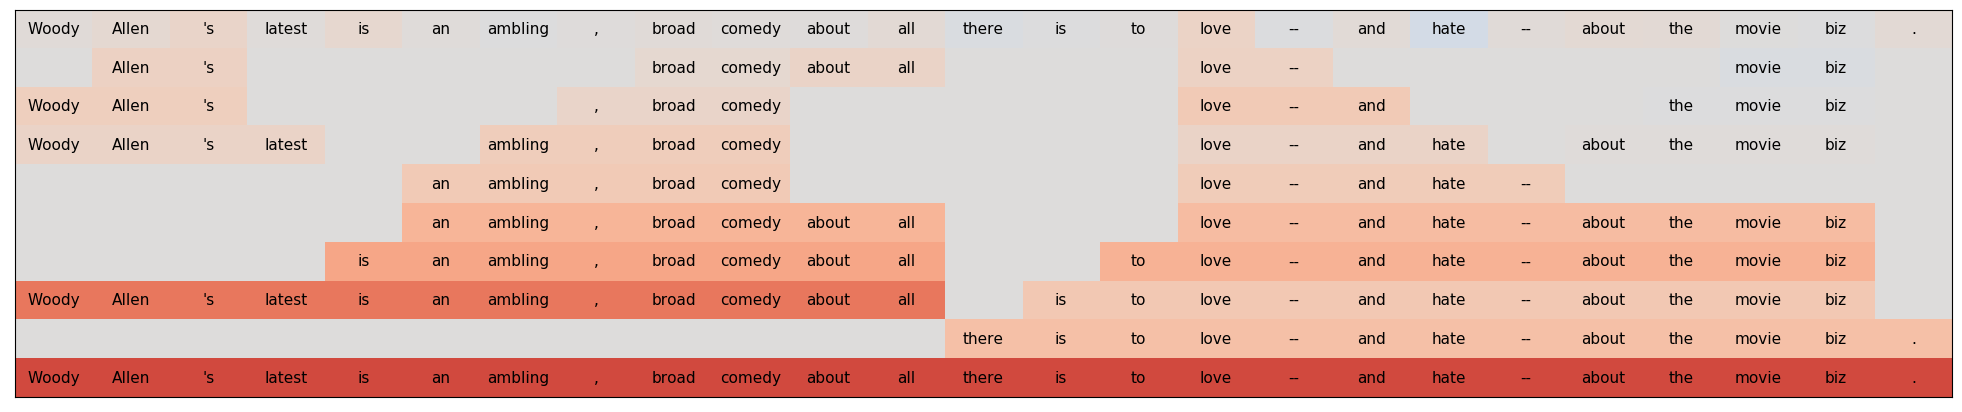 Woody Allen 's latest is an ambling , broad comedy about all there is to love -- and hate -- about the movie biz .
Allen 's broad comedy about all love -- movie biz
Woody Allen 's , broad comedy love -- and the movie biz
Woody Allen 's latest ambling , broad comedy love -- and hate about the movie biz
an ambling , broad comedy love -- and hate --
an ambling , broad comedy about all love -- and hate -- about the movie biz
is an ambling , broad comedy about all to love -- and hate -- about the movie biz
Woody Allen 's latest is an ambling , broad comedy about all is to love -- and hate -- about the movie biz
there is to love -- and hate -- about the movie biz .
Woody Allen 's latest is an ambling , broad comedy about all there is to love -- and hate -- about the movie biz .